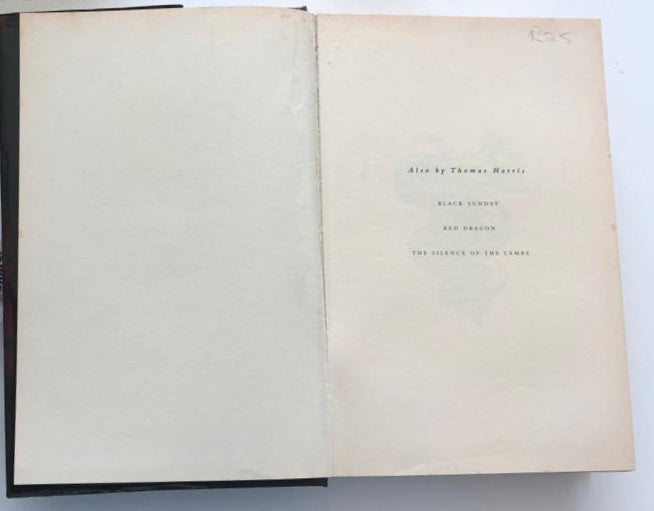 R25
Also by Thomas Harris
BLACK SUNDAY
RED DRAGON
THE SILENCE OF THE LAMBS